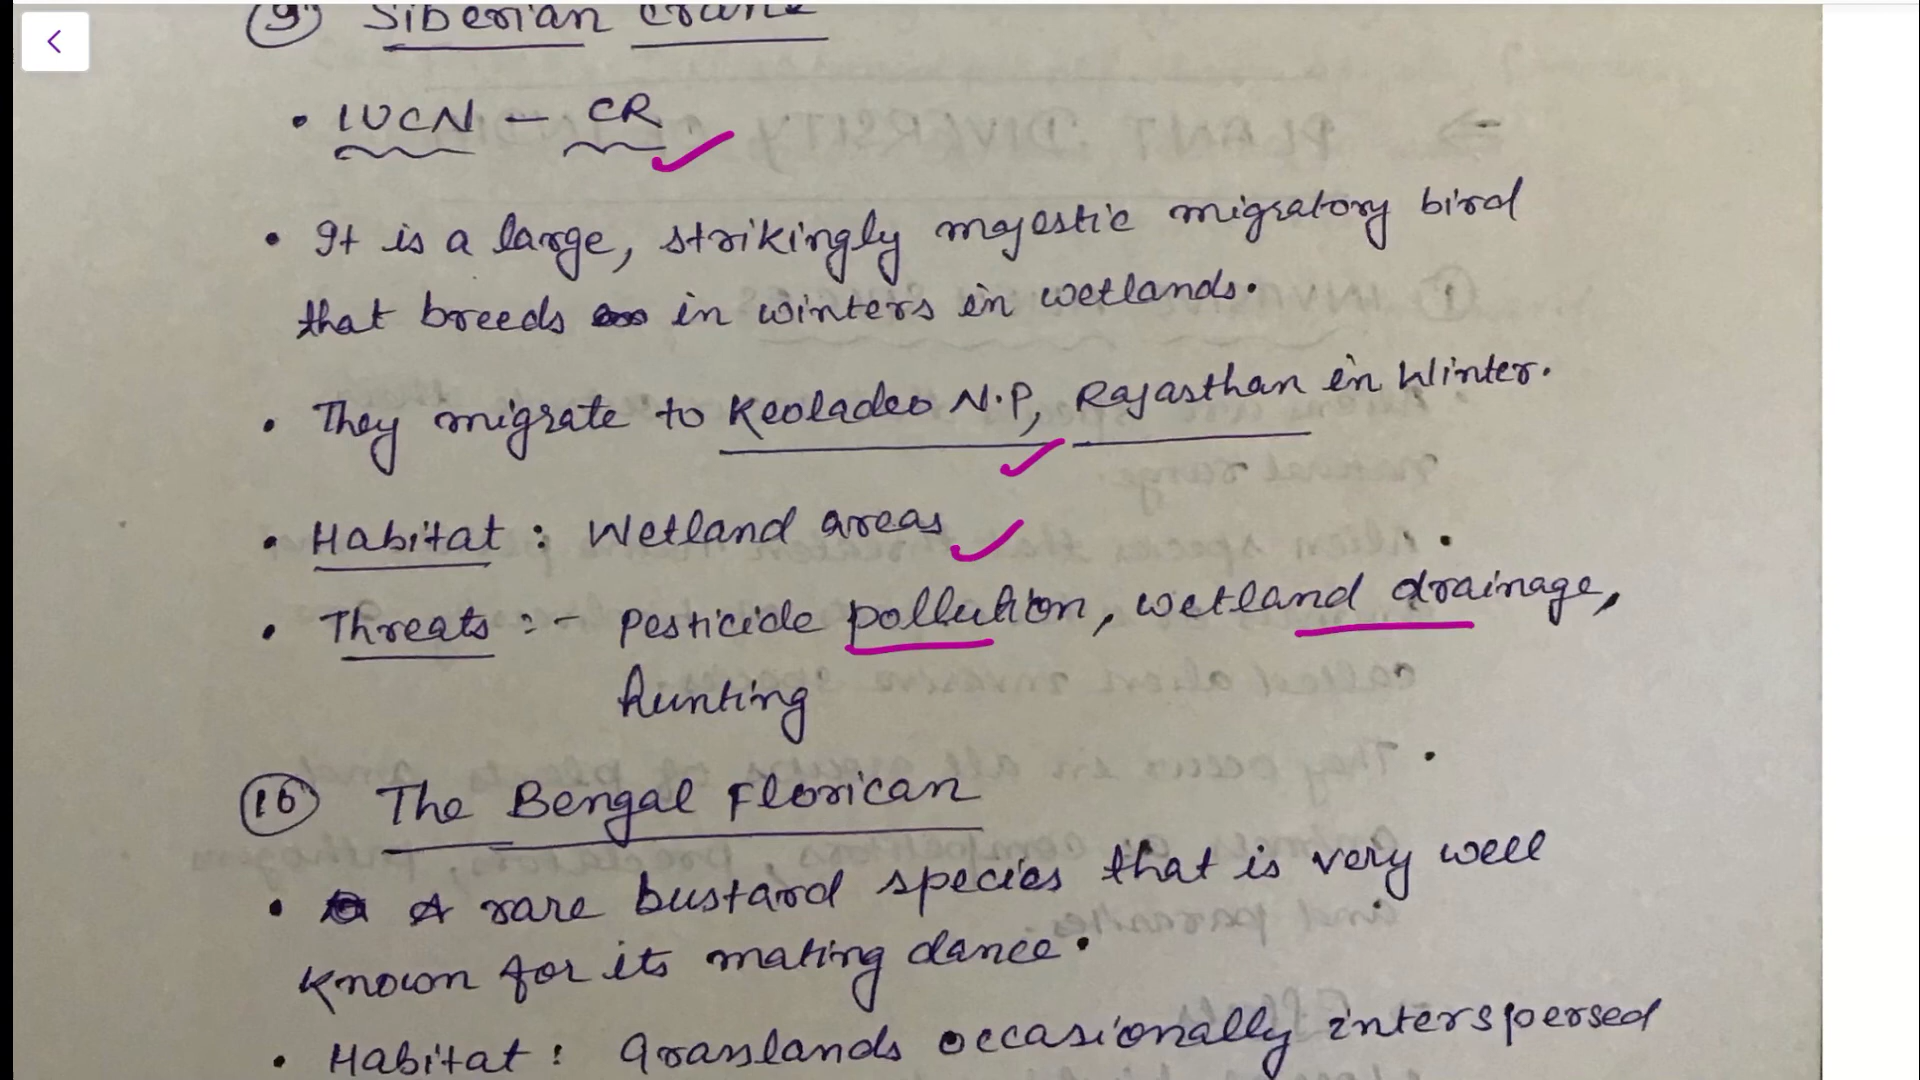 9 Siberian Crane
• IUCN – CR
• It is a large, strikingly majestic migratory bird
that breeds in winters in wetlands.
• They migrate to Keoladeo N.P, Rajasthan in Winter.
• Habitat : Wetland areas
• Threats :- Pesticide pollution, wetland drainage,
hunting
10 The Bengal Florican
• A rare bustard species that is very well
known for its mating dance.
• Habitat : Grasslands occasionally interspersed